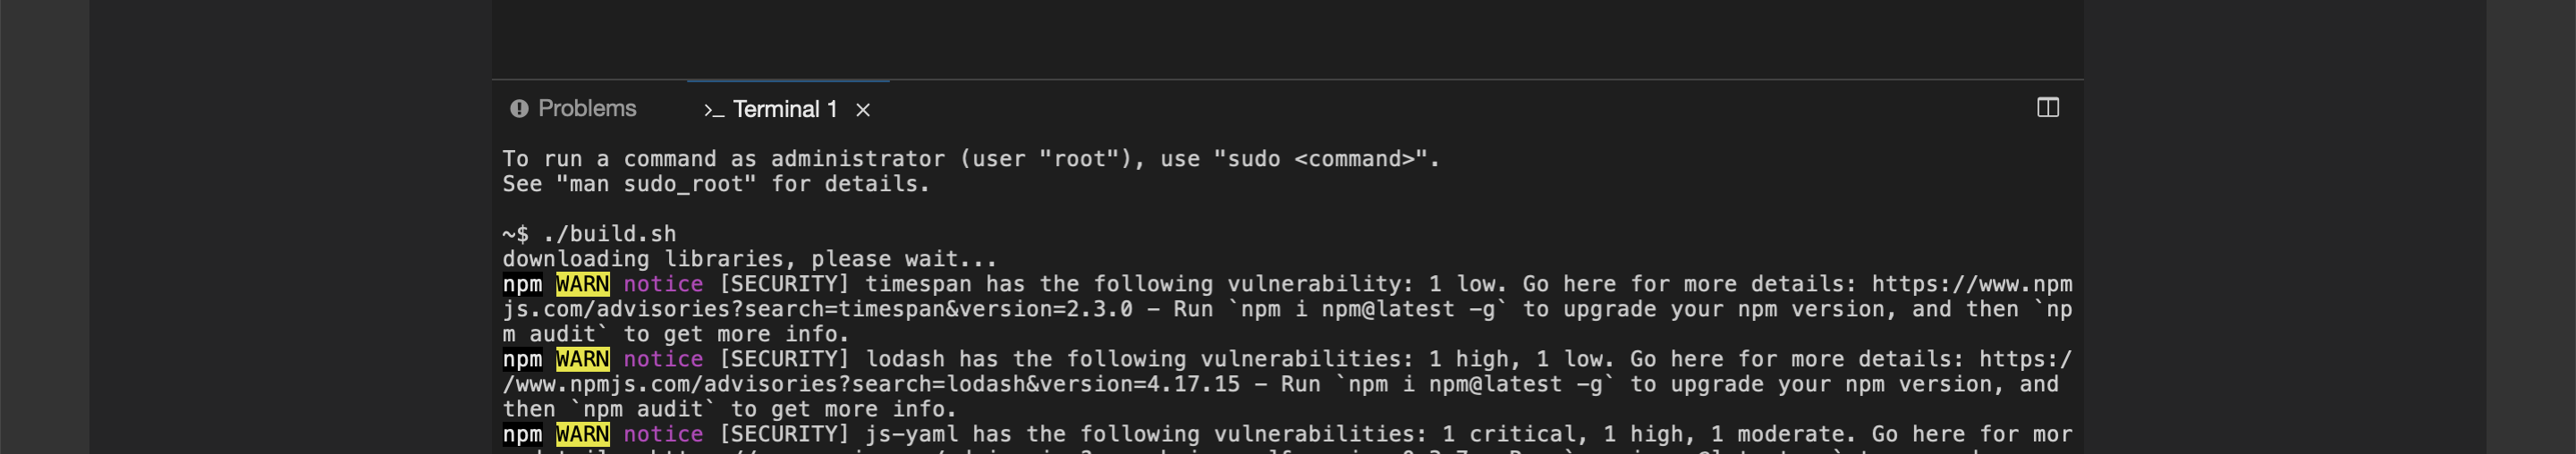 Problems
>_ Terminal 1 ×
To run a command as administrator (user "root"), use "sudo <command>".
See "man sudo_root" for details.
~$ ./build.sh
downloading libraries, please wait...
npm WARN notice [SECURITY] timespan has the following vulnerability: 1 low. Go here for more details: https://www.npm
js.com/advisories?search=timespan&version=2.3.0 - Run `npm i npm@latest -g` to upgrade your npm version, and then `np
m audit` to get more info.
npm WARN notice [SECURITY] lodash has the following vulnerabilities: 1 high, 1 low. Go here for more details: https:/
/www.npmjs.com/advisories?search=lodash&version=4.17.15 - Run `npm i npm@latest -g` to upgrade your npm version, and
then `npm audit` to get more info.
npm WARN notice [SECURITY] js-yaml has the following vulnerabilities: 1 critical, 1 high, 1 moderate. Go here for mor